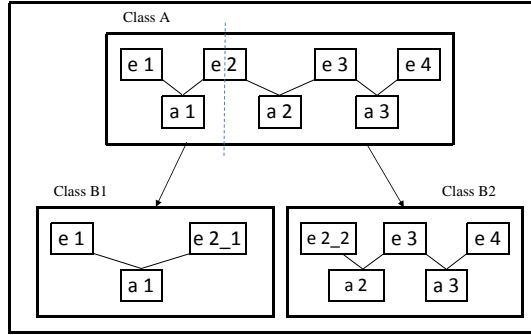 Class A
e 1 e 2 e 3 e 4
a 1 a 2 a 3
Class B1 Class B2
e 1 e 2_1 e 2_2 e 3 e 4
a 1 a 2 a 3